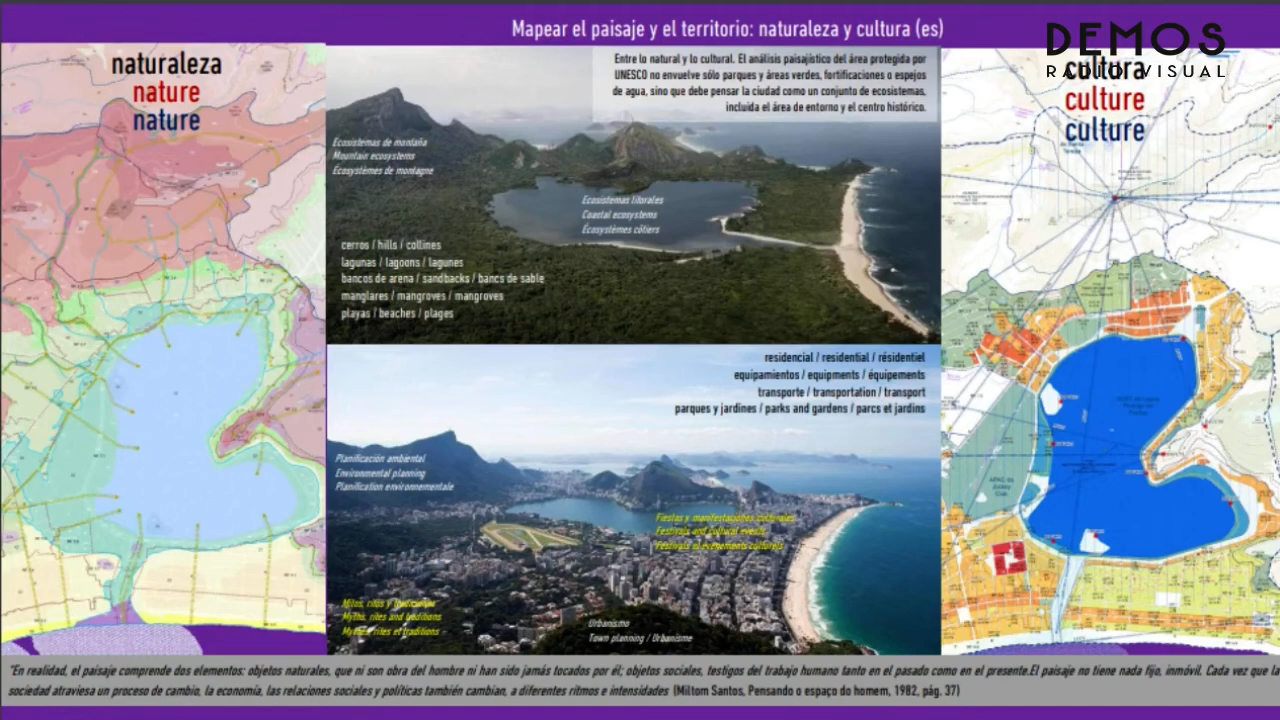 Mapear el paisaje y el territorio: naturaleza y cultura (es)
DEMOS
RADIO VISUAL
naturaleza
nature
nature
Entre lo natural y lo cultural. El análisis paisajístico del área protegida por
UNESCO no envuelve sólo parques y áreas verdes, fortificaciones o espejos
de agua, sino que debe pensar la ciudad como un conjunto de ecosistemas,
incluida el área de entorno y el centro histórico.
Ecosistemas de montaña
Mountain ecosystems
Ecosystèmes de montagne
Ecosistemas litorales
Coastal ecosystems
Ecosystèmes côtiers
cerros / hills / collines
lagunas / lagoons / lagunes
bancos de arena / sandbacks / bancs de sable
manglares / mangroves / mangroves
playas / beaches / plages
cultura
culture
culture
residencial / residential / résidentiel
equipamientos / equipments / équipements
transporte / transportation / transport
parques y jardines / parks and gardens / parcs et jardins
Planificación ambiental
Environmental planning
Planification environnementale
Fiestas y manifestaciones culturales
Festivals and cultural events
Festivals et événements culturels
Mitos, ritos y tradiciones
Myths, rites and traditions
Mythes, rites et traditions
Urbanismo
Town planning / Urbanisme
"En realidad, el paisaje comprende dos elementos: objetos naturales, que ni son obra del hombre ni han sido jamás tocados por él; objetos sociales, testigos del trabajo humano tanto en el pasado como en el presente.El paisaje no tiene nada fijo, inmóvil. Cada vez que la
sociedad atraviesa un proceso de cambio, la economía, las relaciones sociales y políticas también cambian, a diferentes ritmos e intensidades (Miltom Santos, Pensando o espaço do homem, 1982, pág. 37)